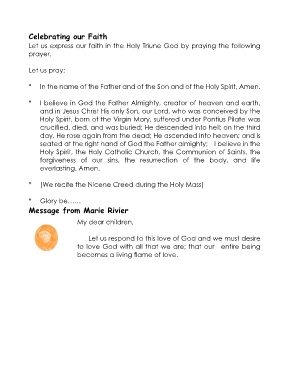 Celebrating our Faith
Let us express our faith in the Holy Triune God by praying the following
prayer.
Let us pray:
* In the name of the Father and of the Son and of the Holy Spirit, Amen.
* I believe in God the Father Almighty, creator of heaven and earth,
and in Jesus Christ His only Son, our Lord, who was conceived by the
Holy Spirit, born of the Virgin Mary, suffered under Pontius Pilate was
crucified, died, and was buried; He descended into hell; on the third
day, He rose again from the dead; He ascended into heaven; and is
seated at the right hand of God the Father almighty; I believe in the
Holy Spirit, the Holy Catholic Church, the Communion of Saints, the
forgiveness of our sins, the resurrection of the body, and life
everlasting, Amen.
* (We recite the Nicene Creed during the Holy Mass)
* Glory be......
Message from Marie Rivier
My dear children,
Let us respond to this love of God and we must desire
to love God with all that we are; that our entire being
becomes a living flame of love.